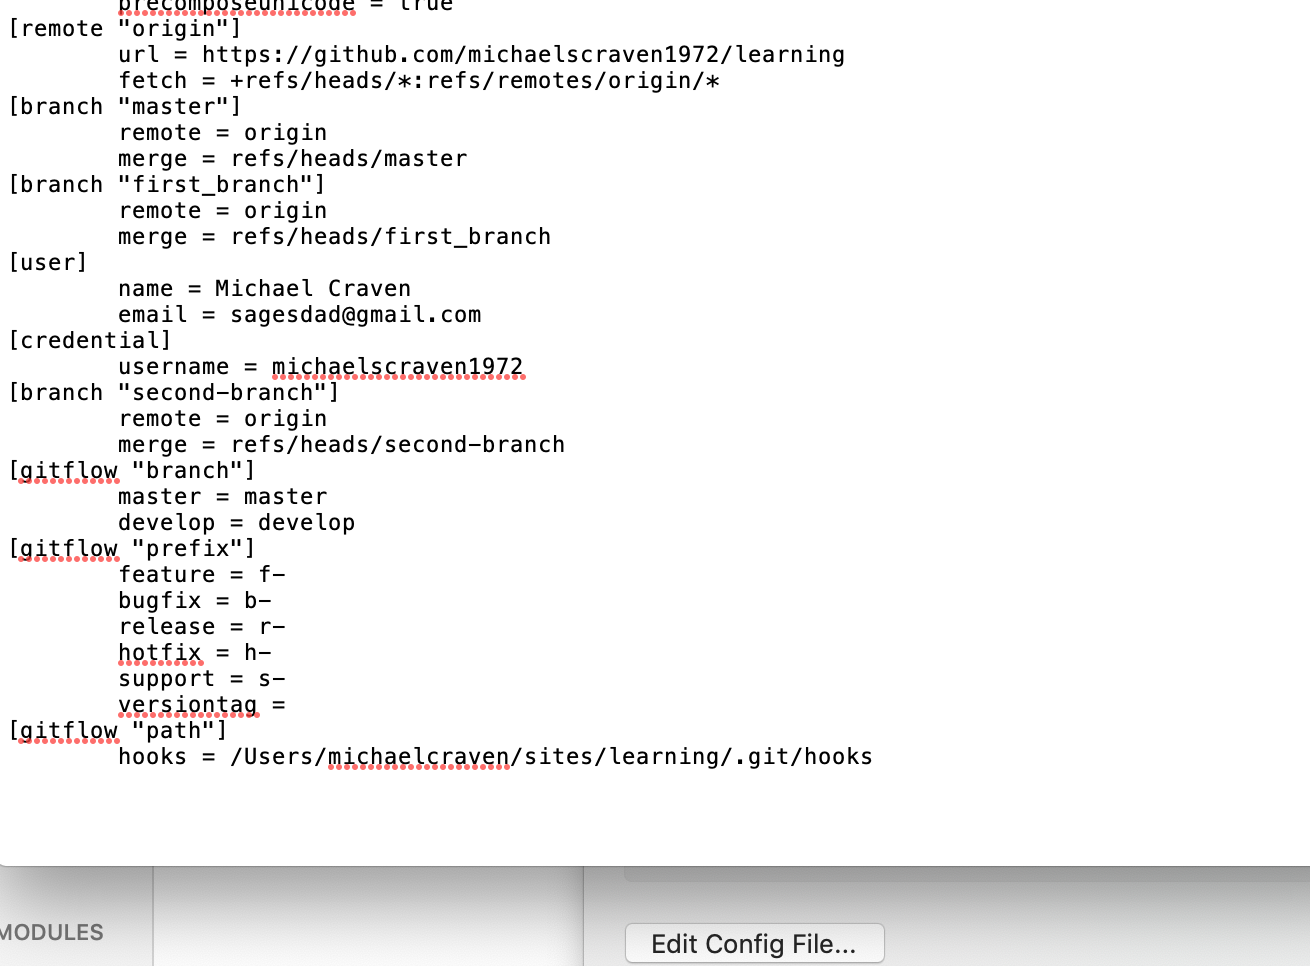 precomposeunicode = true
[remote "origin"]
url = https://github.com/michaelscraven1972/learning
fetch = +refs/heads/*:refs/remotes/origin/*
[branch "master"]
remote = origin
merge = refs/heads/master
[branch "first_branch"]
remote = origin
merge = refs/heads/first_branch
[user]
name = Michael Craven
email = sagesdad@gmail.com
[credential]
username = michaelscraven1972
[branch "second-branch"]
remote = origin
merge = refs/heads/second-branch
[gitflow "branch"]
master = master
develop = develop
[gitflow "prefix"]
feature = f-
bugfix = b-
release = r-
hotfix = h-
support = s-
versiontag =
[gitflow "path"]
hooks = /Users/michaelcraven/sites/learning/.git/hooks
MODULES
Edit Config File...